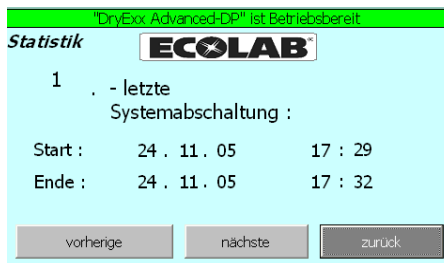 "DryExx Advanced-DP" ist Betriebsbereit
Statistik ECOLAB®
1 . - letzte
Systemabschaltung :
Start : 24 . 11 . 05 17 : 29
Ende : 24 . 11 . 05 17 : 32
vorherige nächste zurück